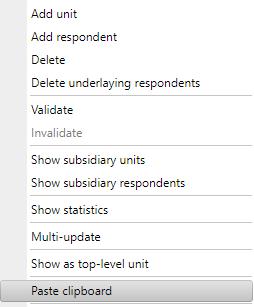 Add unit
Add respondent
Delete
Delete underlaying respondents
Validate
Invalidate
Show subsidiary units
Show subsidiary respondents
Show statistics
Multi-update
Show as top-level unit
Paste clipboard